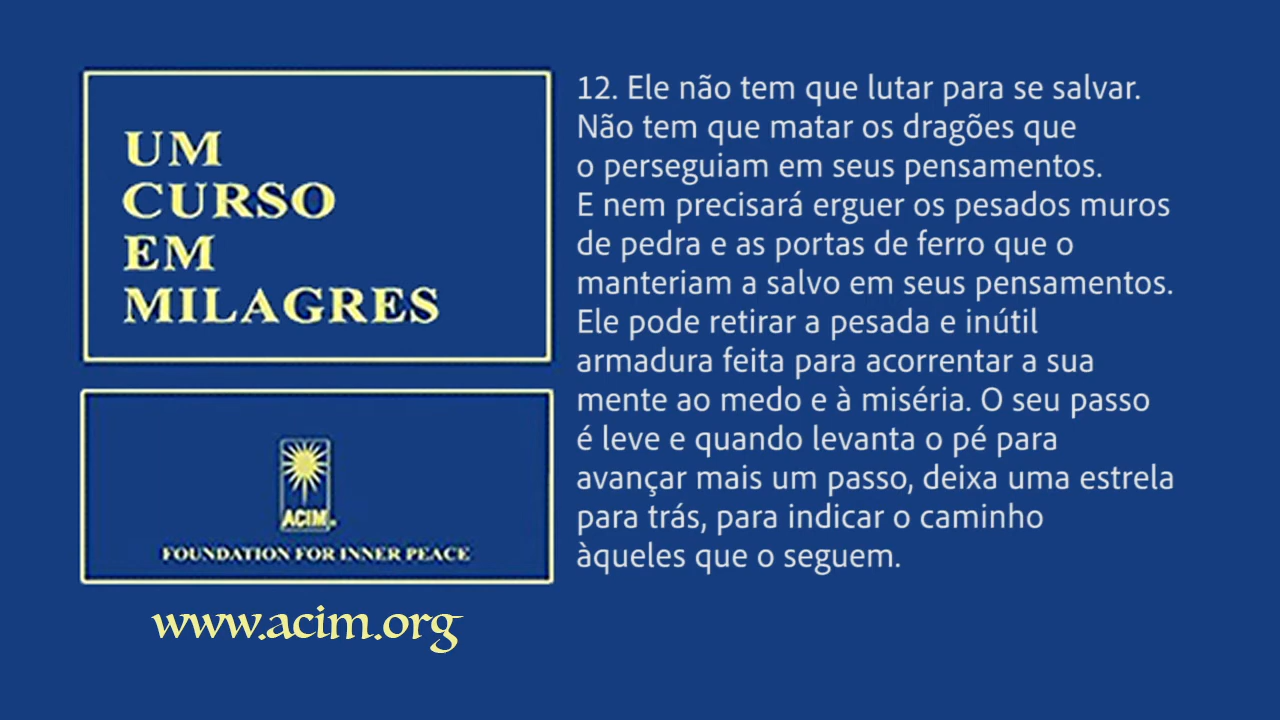 UM
CURSO
EM
MILAGRES
ACIM®
FOUNDATION FOR INNER PEACE
www.acim.org
12. Ele não tem que lutar para se salvar.
Não tem que matar os dragões que
o perseguiam em seus pensamentos.
E nem precisará erguer os pesados muros
de pedra e as portas de ferro que o
manteriam a salvo em seus pensamentos.
Ele pode retirar a pesada e inútil
armadura feita para acorrentar a sua
mente ao medo e à miséria. O seu passo
é leve e quando levanta o pé para
avançar mais um passo, deixa uma estrela
para trás, para indicar o caminho
àqueles que o seguem.